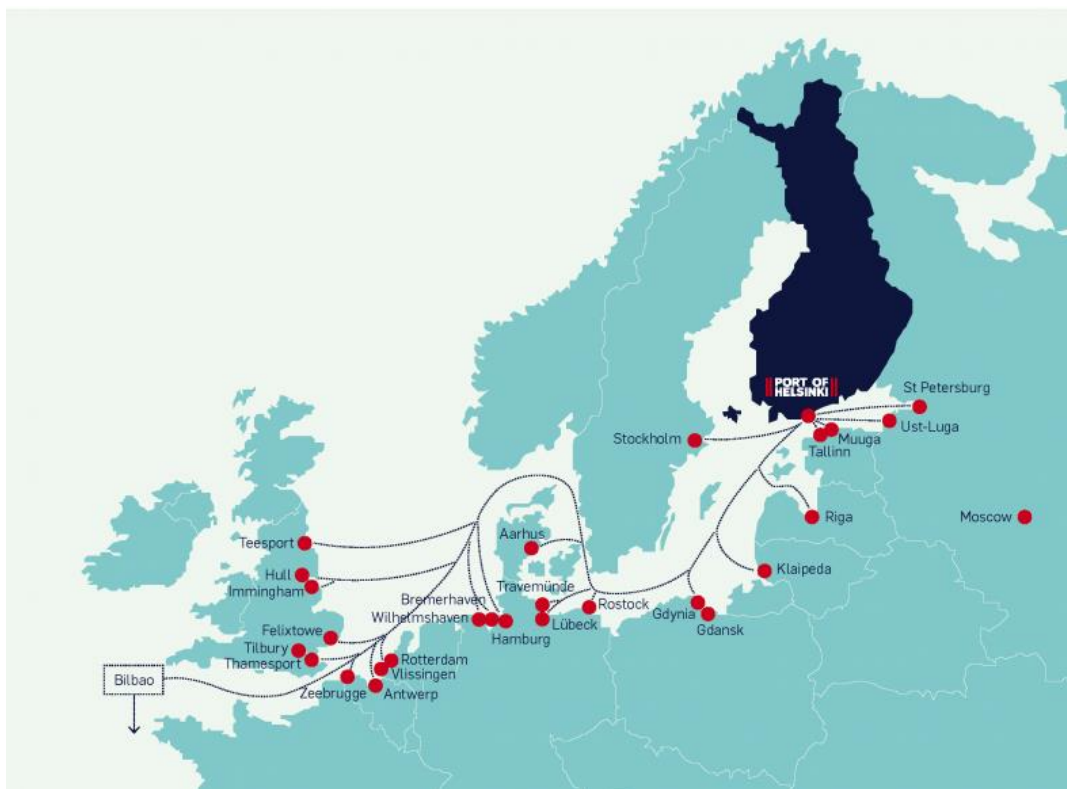 PORT OF
HELSINKI
St Petersburg
Ust-Luga
Muuga
Tallinn
Stockholm
Riga
Moscow
Klaipeda
Gdynia
Gdansk
Rostock
Travemünde
Lübeck
Aarhus
Bremerhaven
Wilhelmshaven
Hamburg
Teesport
Hull
Immingham
Felixtowe
Tilbury
Thamesport
Rotterdam
Vlissingen
Antwerp
Zeebrugge
Bilbao